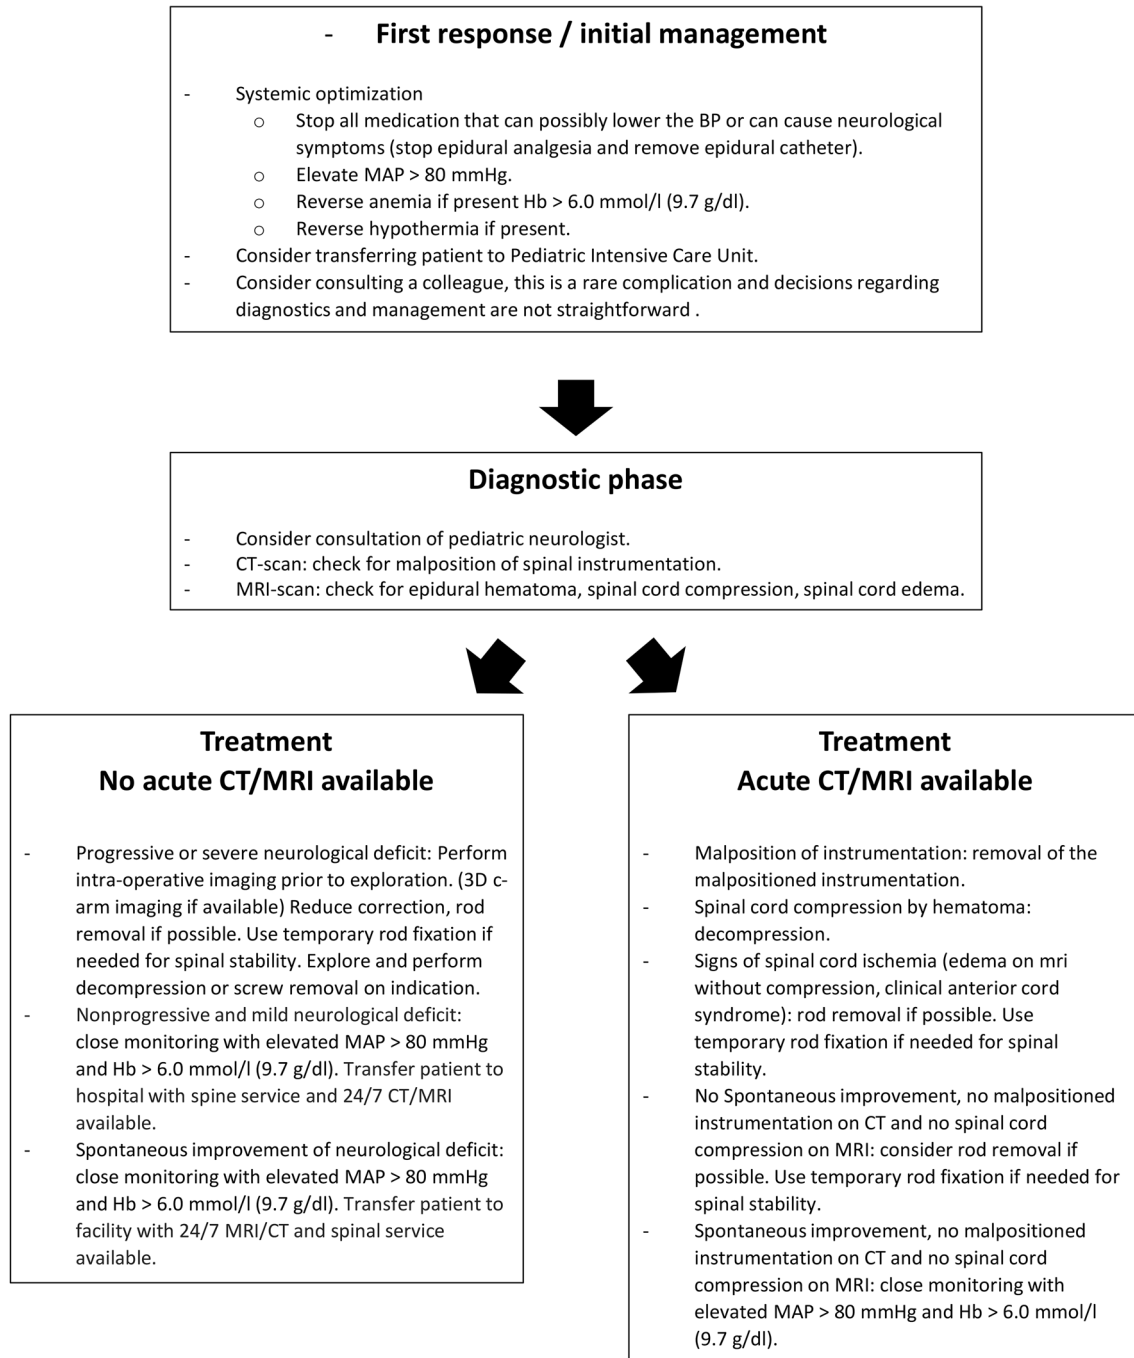 - First response / initial management
- Systemic optimization
o Stop all medication that can possibly lower the BP or can cause neurological
symptoms (stop epidural analgesia and remove epidural catheter).
o Elevate MAP > 80 mmHg.
o Reverse anemia if present Hb > 6.0 mmol/l (9.7 g/dl).
o Reverse hypothermia if present.
- Consider transferring patient to Pediatric Intensive Care Unit.
- Consider consulting a colleague, this is a rare complication and decisions regarding
diagnostics and management are not straightforward .
Diagnostic phase
- Consider consultation of pediatric neurologist.
- CT-scan: check for malposition of spinal instrumentation.
- MRI-scan: check for epidural hematoma, spinal cord compression, spinal cord edema.
Treatment
No acute CT/MRI available
- Progressive or severe neurological deficit: Perform
intra-operative imaging prior to exploration. (3D c-
arm imaging if available) Reduce correction, rod
removal if possible. Use temporary rod fixation if
needed for spinal stability. Explore and perform
decompression or screw removal on indication.
- Nonprogressive and mild neurological deficit:
close monitoring with elevated MAP > 80 mmHg
and Hb > 6.0 mmol/l (9.7 g/dl). Transfer patient to
hospital with spine service and 24/7 CT/MRI
available.
- Spontaneous improvement of neurological deficit:
close monitoring with elevated MAP > 80 mmHg
and Hb > 6.0 mmol/l (9.7 g/dl). Transfer patient to
facility with 24/7 MRI/CT and spinal service
available.
Treatment
Acute CT/MRI available
- Malposition of instrumentation: removal of the
malpositioned instrumentation.
- Spinal cord compression by hematoma:
decompression.
- Signs of spinal cord ischemia (edema on mri
without compression, clinical anterior cord
syndrome): rod removal if possible. Use
temporary rod fixation if needed for spinal
stability.
- No Spontaneous improvement, no malpositioned
instrumentation on CT and no spinal cord
compression on MRI: consider rod removal if
possible. Use temporary rod fixation if needed for
spinal stability.
- Spontaneous improvement, no malpositioned
instrumentation on CT and no spinal cord
compression on MRI: close monitoring with
elevated MAP > 80 mmHg and Hb > 6.0 mmol/l
(9.7 g/dl).